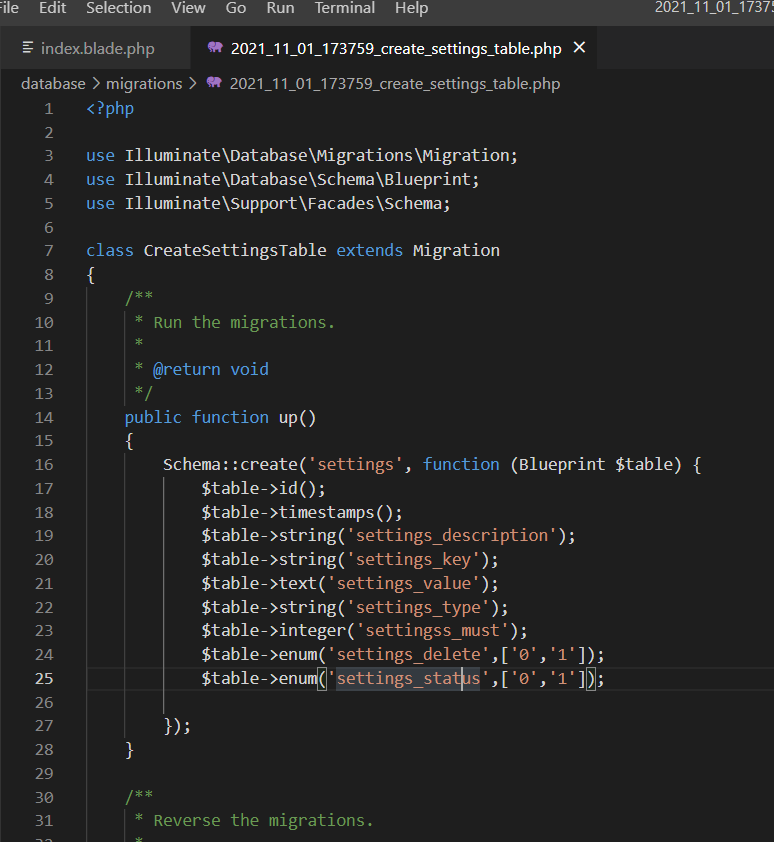 File Edit Selection View Go Run Terminal Help 2021_11_01_17375
index.blade.php 2021_11_01_173759_create_settings_table.php
database > migrations > 2021_11_01_173759_create_settings_table.php
1 <?php
2
3 use Illuminate\Database\Migrations\Migration;
4 use Illuminate\Database\Schema\Blueprint;
5 use Illuminate\Support\Facades\Schema;
6
7 class CreateSettingsTable extends Migration
8 {
9 /**
10 * Run the migrations.
11 *
12 * @return void
13 */
14 public function up()
15 {
16 Schema::create('settings', function (Blueprint $table) {
17 $table->id();
18 $table->timestamps();
19 $table->string('settings_description');
20 $table->string('settings_key');
21 $table->text('settings_value');
22 $table->string('settings_type');
23 $table->integer('settingss_must');
24 $table->enum('settings_delete',['0','1']);
25 $table->enum('settings_status',['0','1']);
26
27 });
28 }
29
30 /**
31 * Reverse the migrations.
32 *